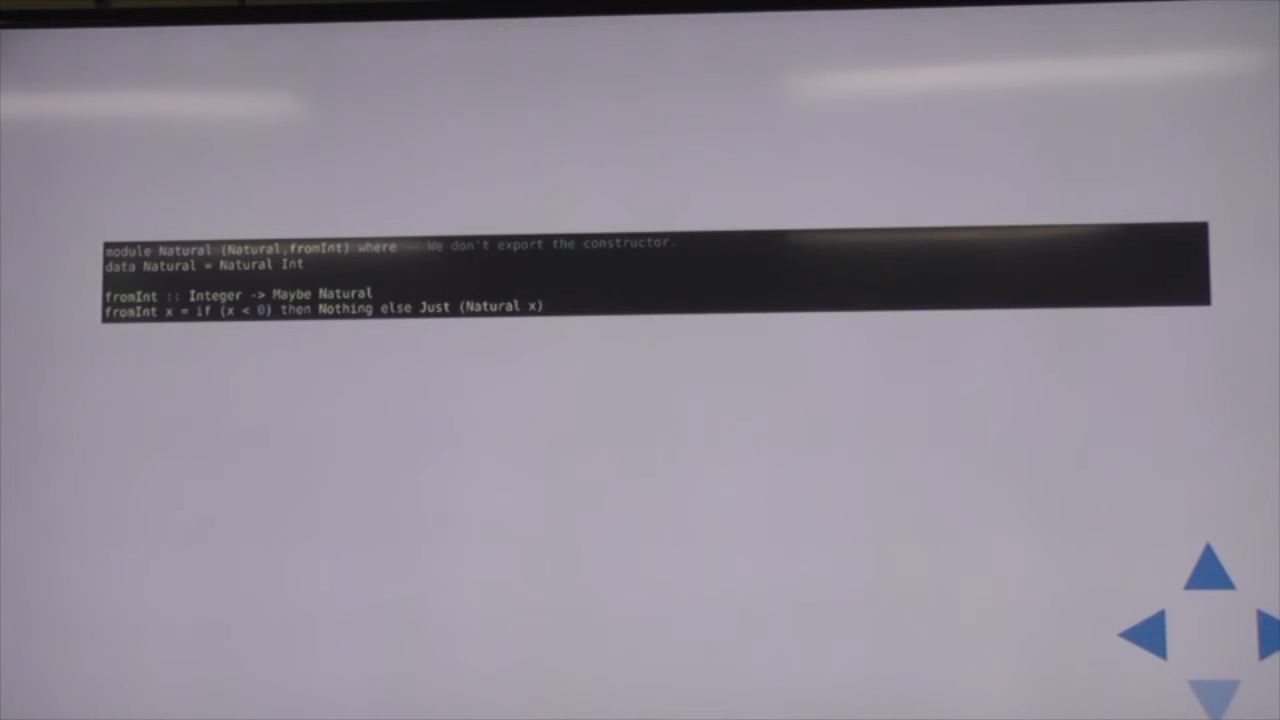 module Natural (Natural,fromInt) where -- We don't export the constructor.
data Natural = Natural Int
fromInt :: Integer -> Maybe Natural
fromInt x = if (x < 0) then Nothing else Just (Natural x)